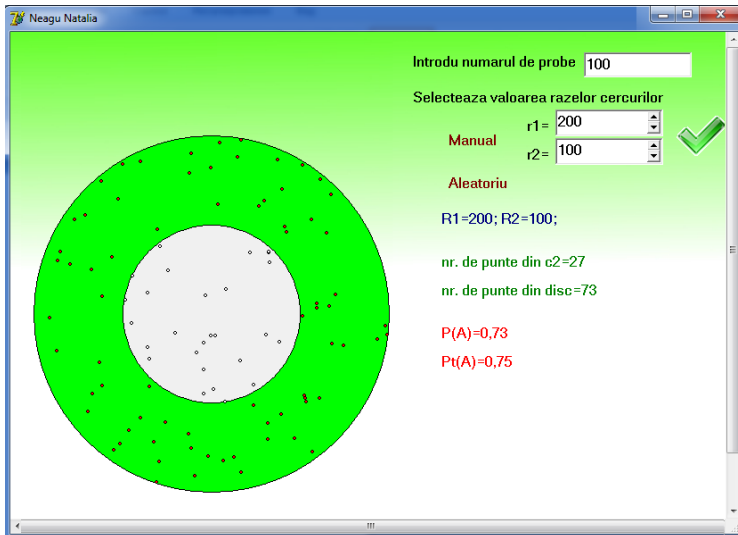 Neagu Natalia
Introdu numarul de probe 100
Selecteaza valoarea razelor cercurilor
r1= 200
Manual
r2= 100
Aleatoriu
R1=200; R2=100;
nr. de punte din c2=27
nr. de punte din disc=73
P(A)=0,73
Pt(A)=0,75